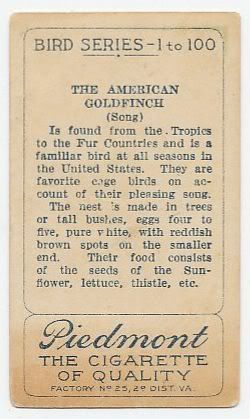 BIRD SERIES-1 to 100
THE AMERICAN
GOLDFINCH
(Song)
Is found from the Tropics
to the Fur Countries and is a
familiar bird at all seasons in
the United States. They are
favorite cage birds on ac-
count of their pleasing song.
The nest is made in trees
or tall bushes, eggs four to
five, pure white, with reddish
brown spots on the smaller
end. Their food consists
of the seeds of the Sun-
flower, lettuce, thistle, etc.
Piedmont
THE CIGARETTE
OF QUALITY
FACTORY No 25, 2D DIST. VA.